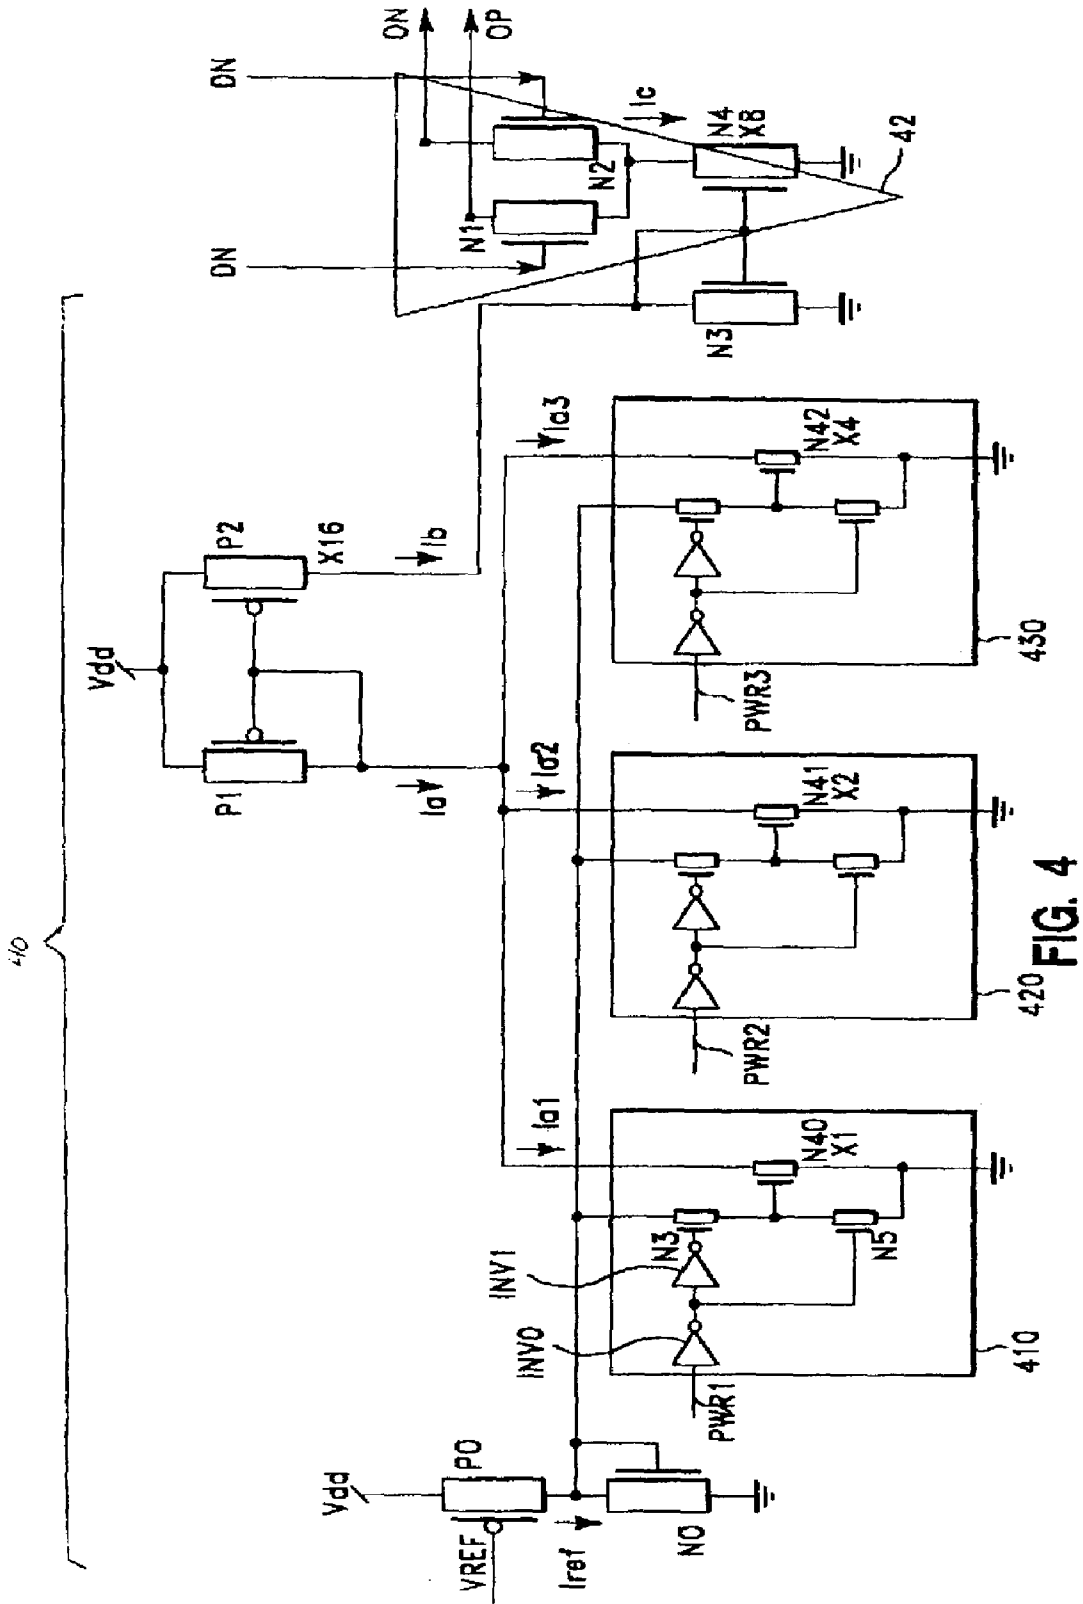 40
Vdd
P1
P2
X16
Ia
Ib
DN
DN
ON
OP
N1
N2
Ic
N3
N4
X8
42
Vdd
VREF
P0
Iref
N0
INV0
INV1
Ia1
PWR1
N3
N40
X1
N5
410
Ia2
PWR2
N41
X2
420
Ia3
PWR3
N42
X4
430
FIG. 4